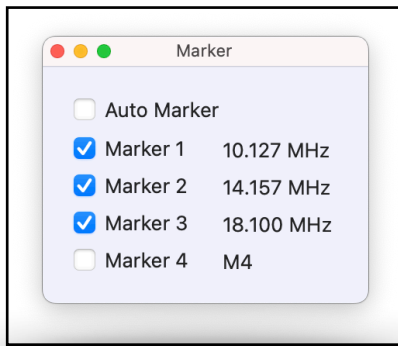 Marker
Auto Marker
Marker 1 10.127 MHz
Marker 2 14.157 MHz
Marker 3 18.100 MHz
Marker 4 M4